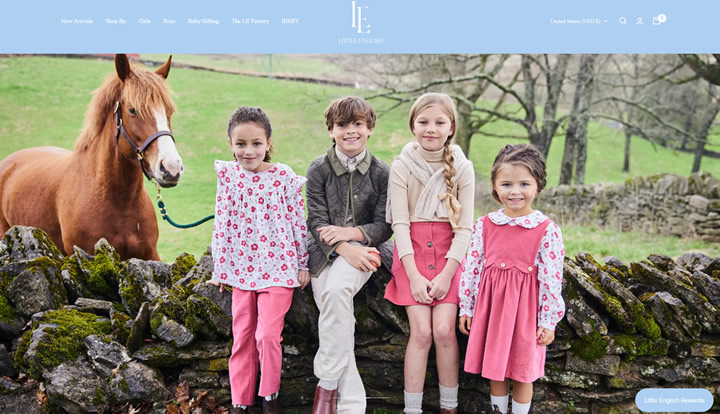 New Arrivals Shop By Girls Boys Baby Gifting The LE Factory BIXBY LE United States (USD $) 0
LITTLE ENGLISH
Little English Rewards